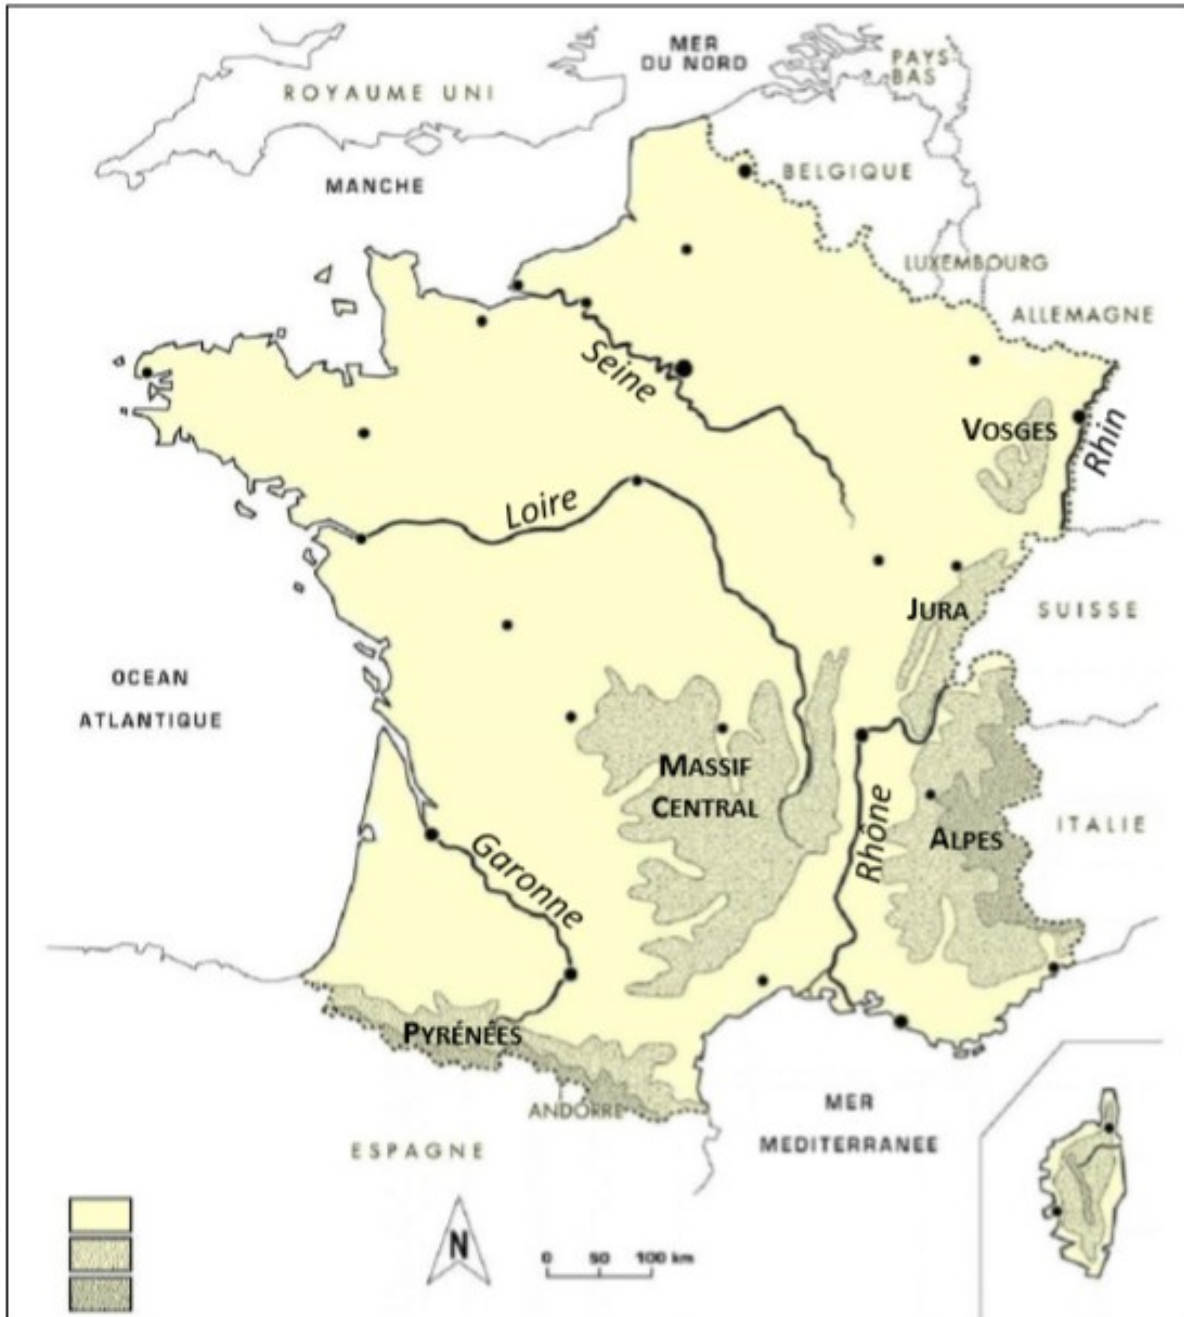 MER
DU NORD
PAYS-
BAS
ROYAUME UNI
BELGIQUE
MANCHE
LUXEMBOURG
ALLEMAGNE
Seine
VOSGES
Rhin
Loire
JURA
SUISSE
OCEAN
ATLANTIQUE
MASSIF
CENTRAL
Rhône
ITALIE
ALPES
Garonne
PYRÉNÉES
ANDORRE
MER
MEDITERRANEE
ESPAGNE
N
0 50 100 km